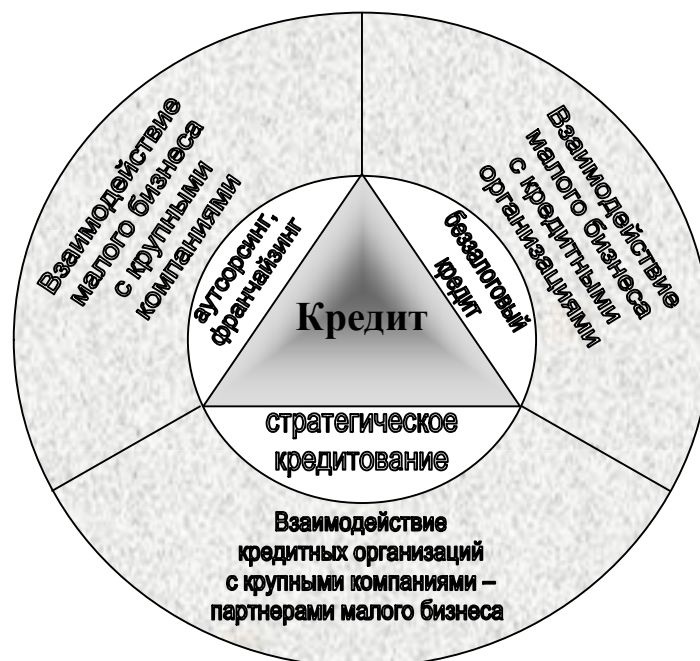 Взаимодействие
малого бизнеса
с крупными
компаниями
Взаимодействие
малого бизнеса
с кредитными
организациями
аутсорсинг,
франчайзинг
беззалоговый
кредит
Кредит
стратегическое
кредитование
Взаимодействие
кредитных организаций
с крупными компаниями –
партнерами малого бизнеса